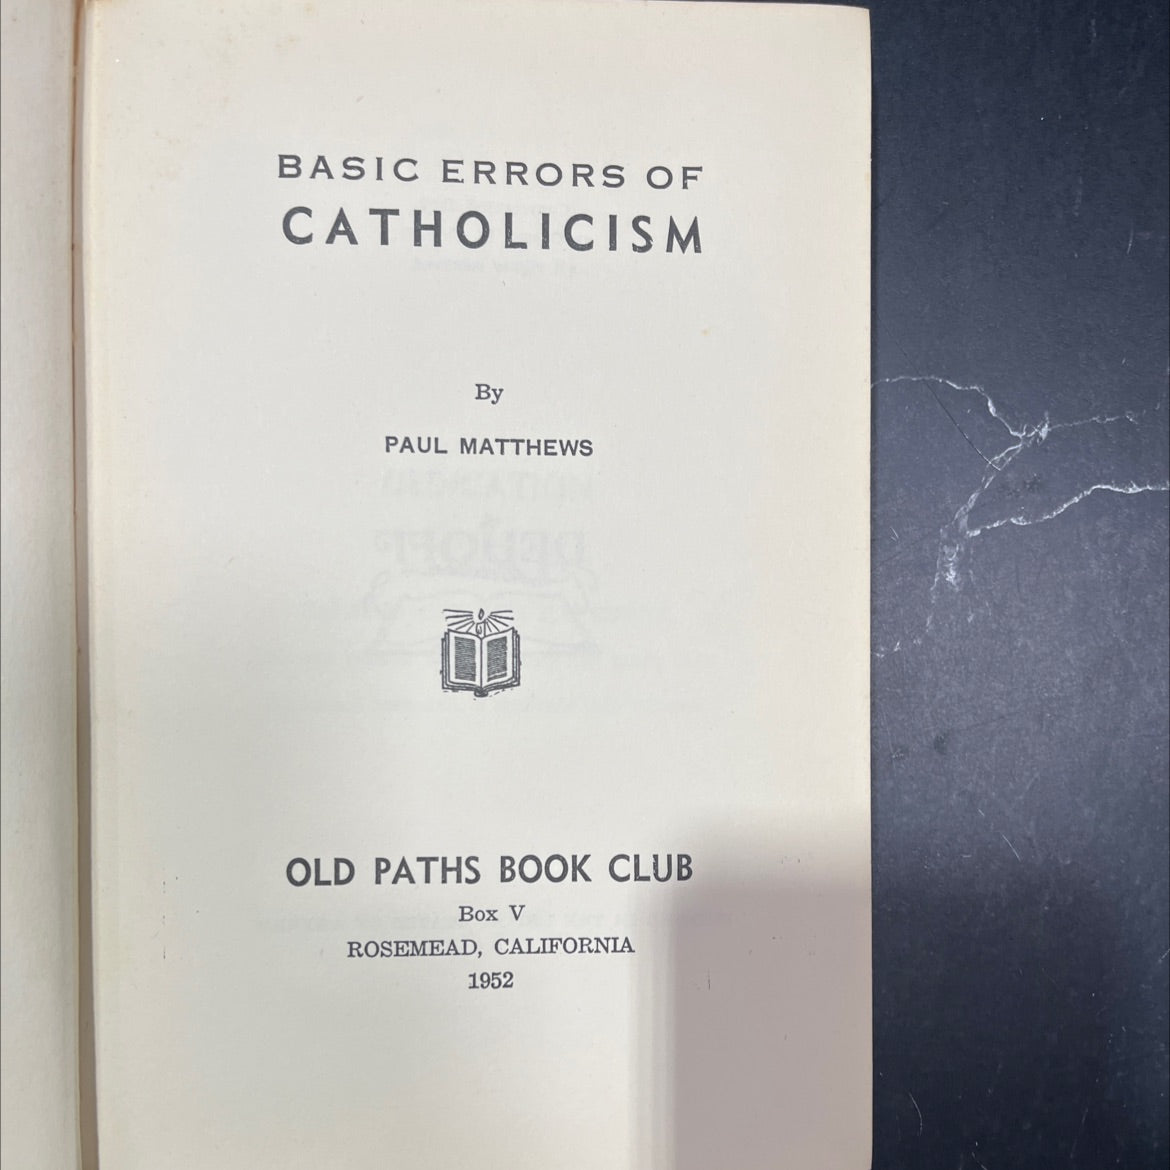 BASIC ERRORS OF
CATHOLICISM
By
PAUL MATTHEWS
OLD PATHS BOOK CLUB
Box V
ROSEMEAD, CALIFORNIA
1952